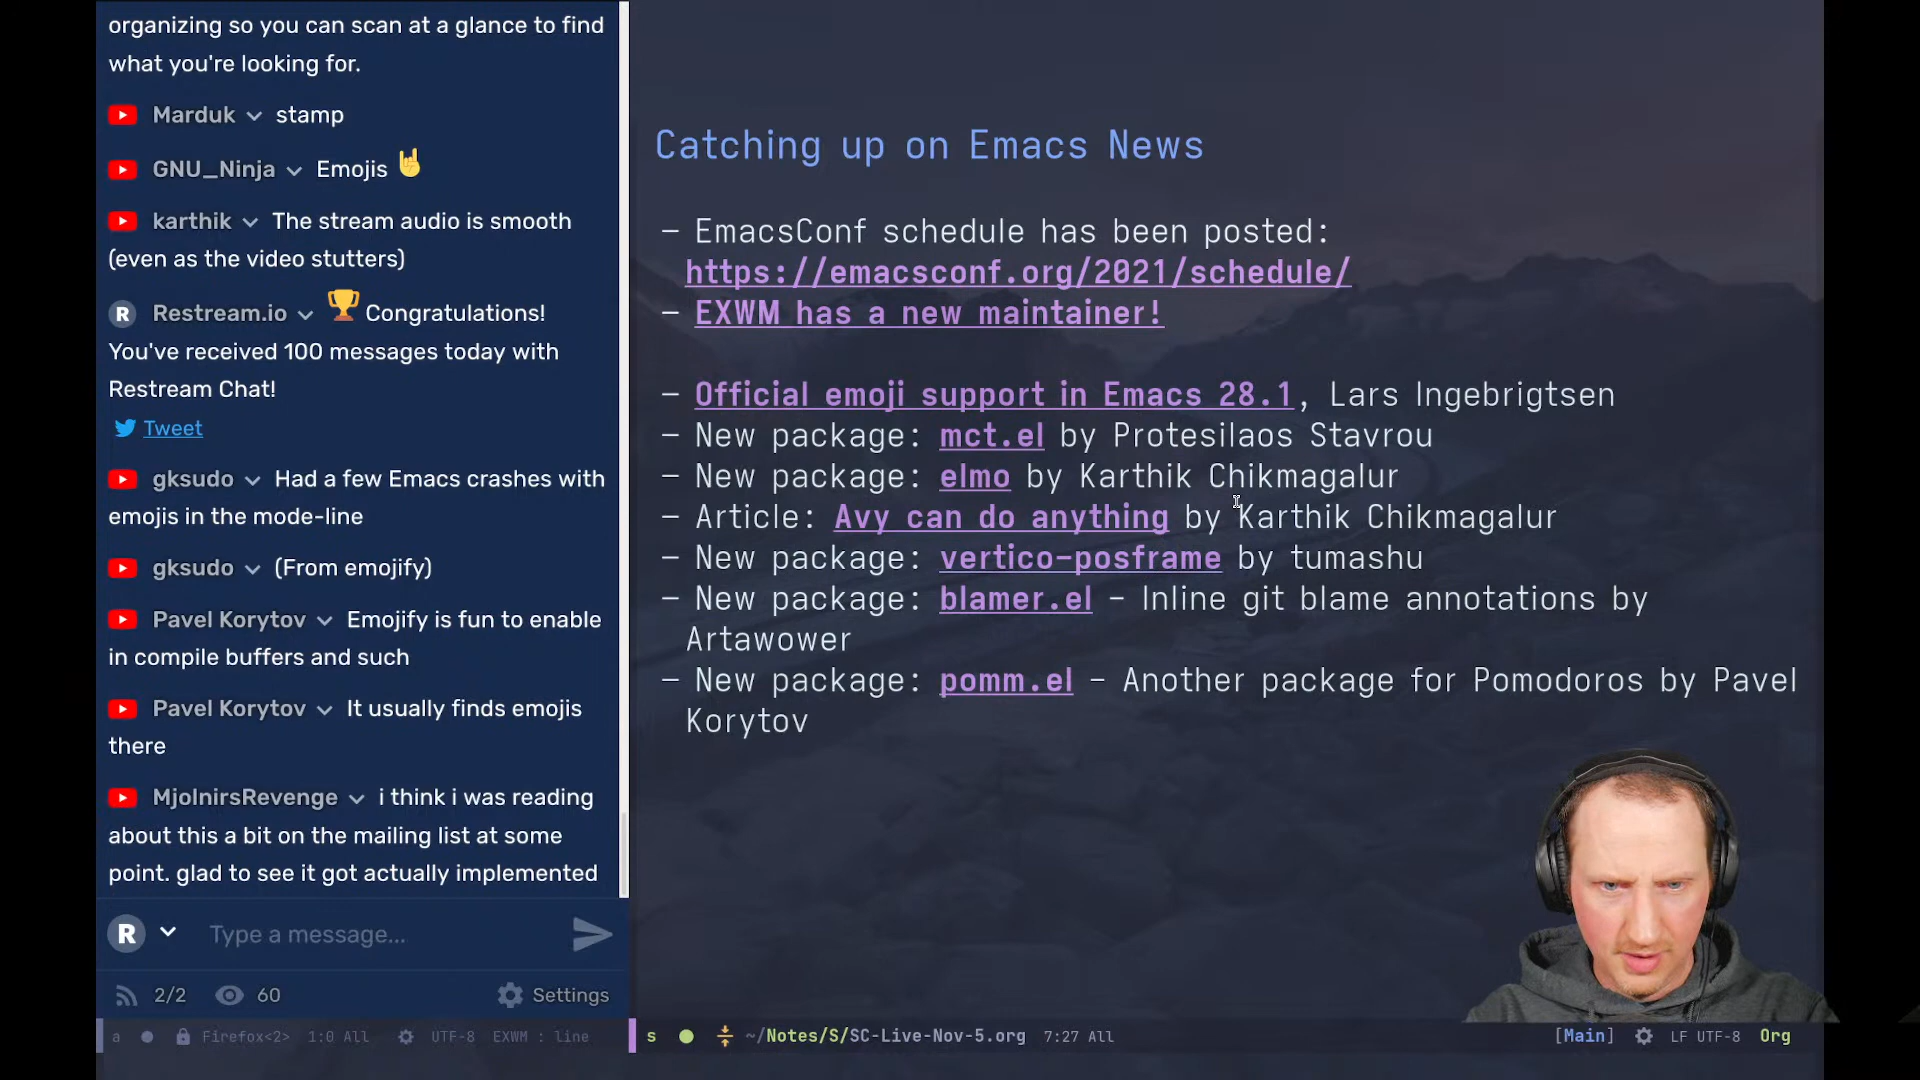 organizing so you can scan at a glance to find
what you're looking for.
Marduk stamp
GNU_Ninja Emojis 🤘
karthik The stream audio is smooth
(even as the video stutters)
R Restream.io 🏆 Congratulations!
You've received 100 messages today with
Restream Chat!
Tweet
gksudo Had a few Emacs crashes with
emojis in the mode-line
gksudo (From emojify)
Pavel Korytov Emojify is fun to enable
in compile buffers and such
Pavel Korytov It usually finds emojis
there
MjolnirsRevenge i think i was reading
about this a bit on the mailing list at some
point. glad to see it got actually implemented
R Type a message...
2/2 60 Settings
a Firefox<2> 1:0 All UTF-8 EXWM : line
Catching up on Emacs News
- EmacsConf schedule has been posted:
https://emacsconf.org/2021/schedule/
- EXWM has a new maintainer!
- Official emoji support in Emacs 28.1, Lars Ingebrigtsen
- New package: mct.el by Protesilaos Stavrou
- New package: elmo by Karthik Chikmagalur
- Article: Avy can do anything by Karthik Chikmagalur
- New package: vertico-posframe by tumashu
- New package: blamer.el - Inline git blame annotations by
Artawower
- New package: pomm.el - Another package for Pomodoros by Pavel
Korytov
s ~/Notes/S/SC-Live-Nov-5.org 7:27 All [Main] LF UTF-8 Org